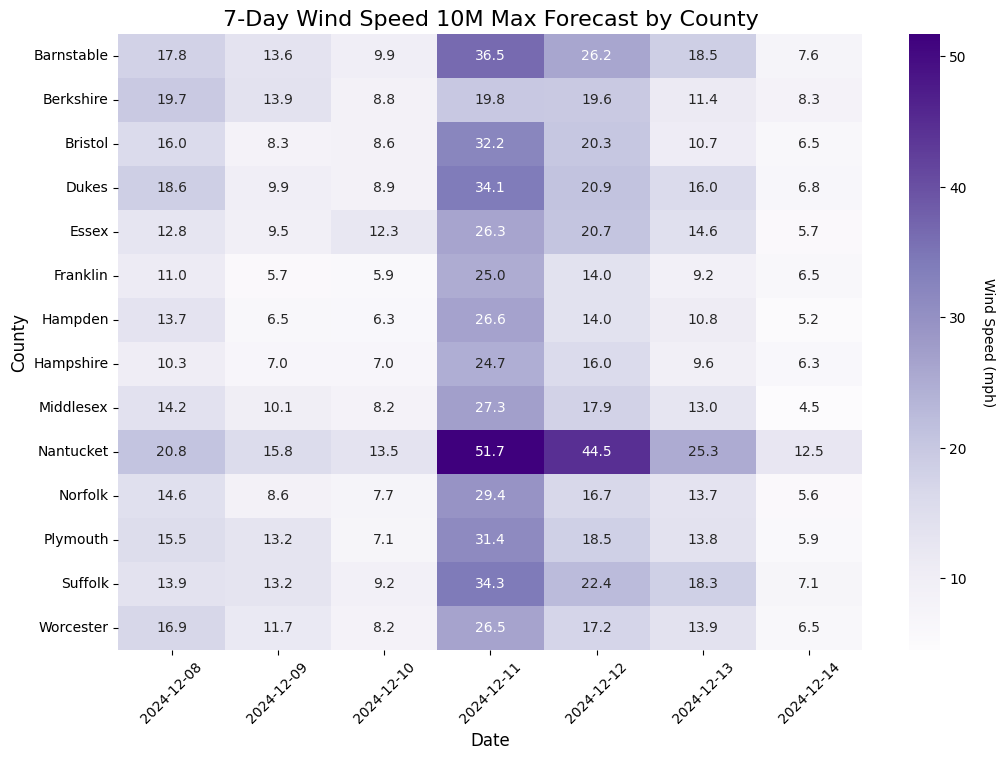 7-Day Wind Speed 10M Max Forecast by County
County
Barnstable 17.8 13.6 9.9 36.5 26.2 18.5 7.6
Berkshire 19.7 13.9 8.8 19.8 19.6 11.4 8.3
Bristol 16.0 8.3 8.6 32.2 20.3 10.7 6.5
Dukes 18.6 9.9 8.9 34.1 20.9 16.0 6.8
Essex 12.8 9.5 12.3 26.3 20.7 14.6 5.7
Franklin 11.0 5.7 5.9 25.0 14.0 9.2 6.5
Hampden 13.7 6.5 6.3 26.6 14.0 10.8 5.2
Hampshire 10.3 7.0 7.0 24.7 16.0 9.6 6.3
Middlesex 14.2 10.1 8.2 27.3 17.9 13.0 4.5
Nantucket 20.8 15.8 13.5 51.7 44.5 25.3 12.5
Norfolk 14.6 8.6 7.7 29.4 16.7 13.7 5.6
Plymouth 15.5 13.2 7.1 31.4 18.5 13.8 5.9
Suffolk 13.9 13.2 9.2 34.3 22.4 18.3 7.1
Worcester 16.9 11.7 8.2 26.5 17.2 13.9 6.5
2024-12-08 2024-12-09 2024-12-10 2024-12-11 2024-12-12 2024-12-13 2024-12-14
Date
50
40
30
20
10
Wind Speed (mph)